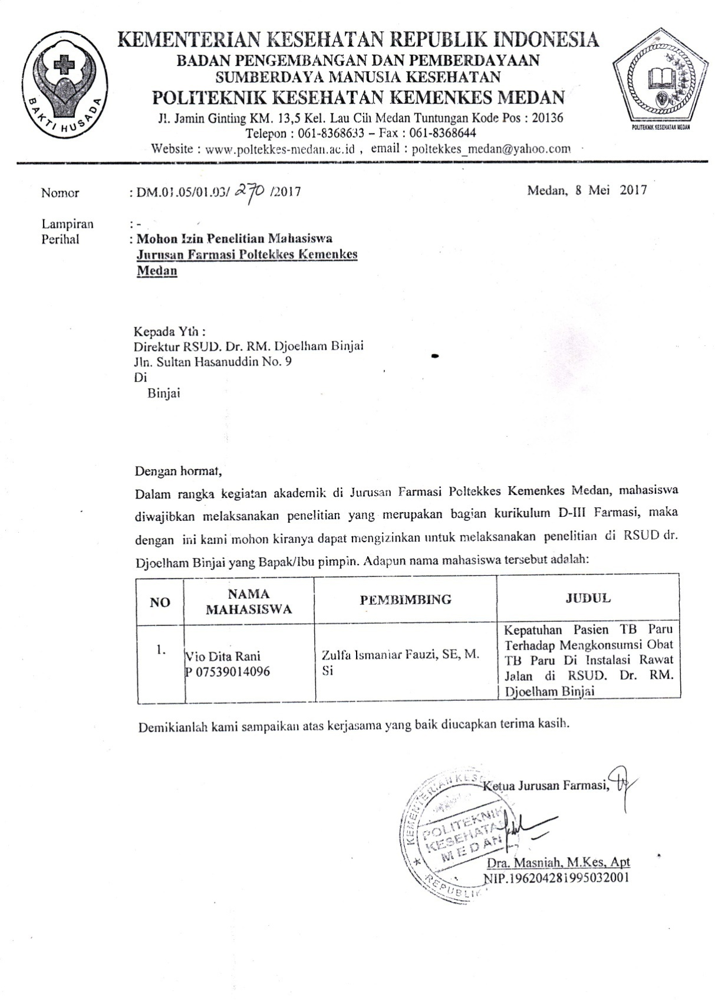 KEMENTERIAN KESEHATAN REPUBLIK INDONESIA
BADAN PENGEMBANGAN DAN PEMBERDAYAAN
SUMBERDAYA MANUSIA KESEHATAN
POLITEKNIK KESEHATAN KEMENKES MEDAN
Jl. Jamin Ginting KM. 13,5 Kel. Lau Cih Medan Tuntungan Kode Pos : 20136
Telepon : 061-8368633 – Fax : 061-8368644
Website : www.poltekkes-medan.ac.id , email : poltekkes_medan@yahoo.com
BAKTI HUSADA
POLITEKNIK KESEHATAN MEDAN
Nomor : DM.01.05/01.03/ 270 /2017 Medan, 8 Mei 2017
Lampiran : -
Perihal : Mohon Izin Penelitian Mahasiswa
Jurusan Farmasi Poltekkes Kemenkes
Medan
Kepada Yth :
Direktur RSUD. Dr. RM. Djoelham Binjai
Jln. Sultan Hasanuddin No. 9
Di
Binjai
Dengan hormat,
Dalam rangka kegiatan akademik di Jurusan Farmasi Poltekkes Kemenkes Medan, mahasiswa
diwajibkan melaksanakan penelitian yang merupakan bagian kurikulum D-III Farmasi, maka
dengan ini kami mohon kiranya dapat mengizinkan untuk melaksanakan penelitian di RSUD dr.
Djoelham Binjai yang Bapak/Ibu pimpin. Adapun nama mahasiswa tersebut adalah:
NO
NAMA
MAHASISWA
PEMBIMBING
JUDUL
1.
Vio Dita Rani
P 07539014096
Zulfa Ismaniar Fauzi, SE, M.
Si
Kepatuhan Pasien TB Paru
Terhadap Mengkonsumsi Obat
TB Paru Di Instalasi Rawat
Jalan di RSUD. Dr. RM.
Djoelham Binjai
Demikianlah kami sampaikan atas kerjasama yang baik diucapkan terima kasih.
Ketua Jurusan Farmasi,
KEMENTERIAN
POLITEKNIK
KESEHATAN
MEDAN
REPUBLIK
Dra. Masniah, M.Kes, Apt
NIP.196204281995032001